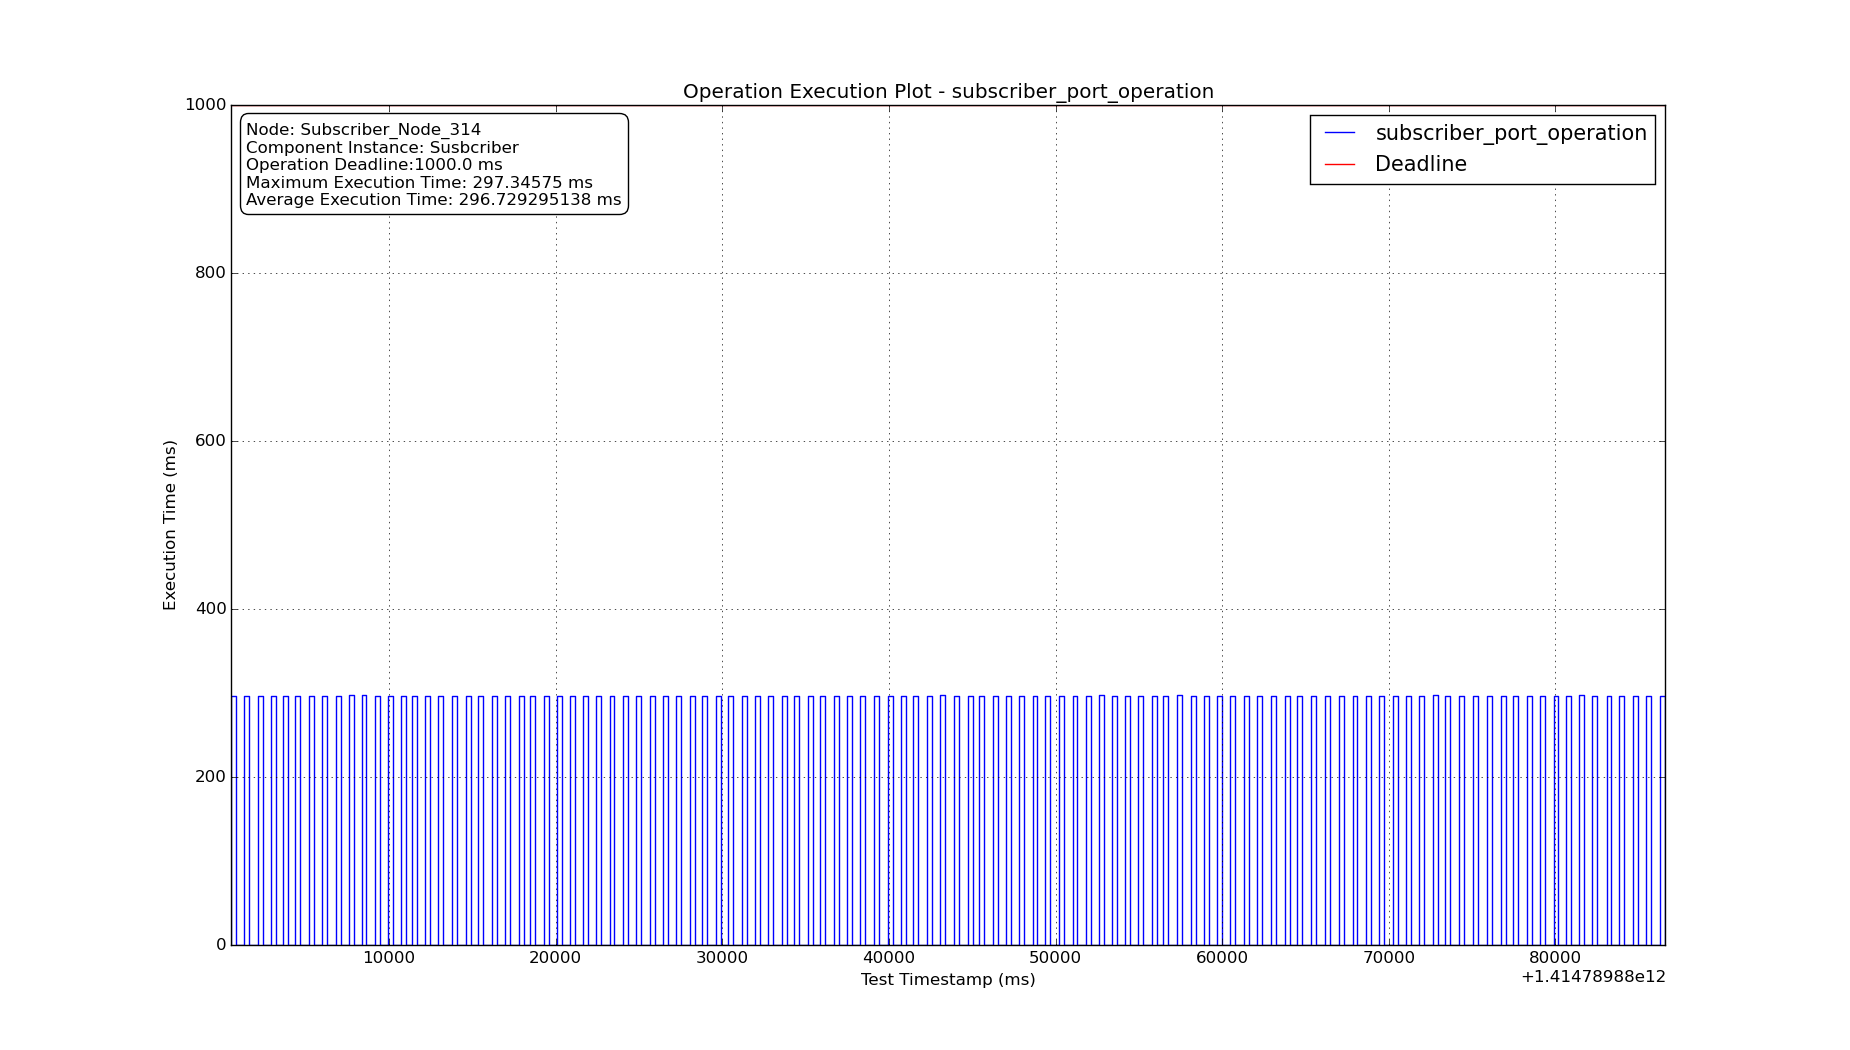 Operation Execution Plot - subscriber_port_operation
1000
Node: Subscriber_Node_314
Component Instance: Susbcriber
Operation Deadline:1000.0 ms
Maximum Execution Time: 297.34575 ms
Average Execution Time: 296.729295138 ms
subscriber_port_operation
Deadline
800
600
Execution Time (ms)
400
200
0
10000 20000 30000 40000 50000 60000 70000 80000
Test Timestamp (ms)
+1.41478988e12